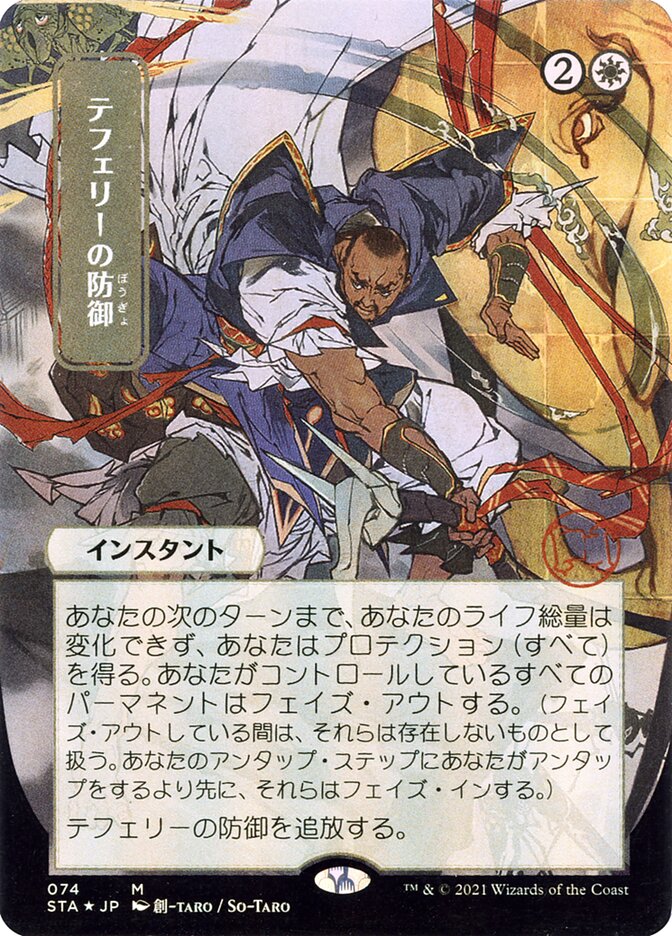 2
テフェリーの防御
ぼうぎょ
インスタント
あなたの次のターンまで、あなたのライフ総量は
変化できず、あなたはプロテクション（すべて）
を得る。あなたがコントロールしているすべての
パーマネントはフェイズ・アウトする。（フェイ
ズ・アウトしている間は、それらは存在しないものとして
扱う。あなたのアンタップ・ステップにあなたがアンタッ
プをするより先に、それらはフェイズ・インする。）
テフェリーの防御を追放する。
074 M
STA ★ JP 創-TARO / SO-TARO
™ & © 2021 Wizards of the Coast